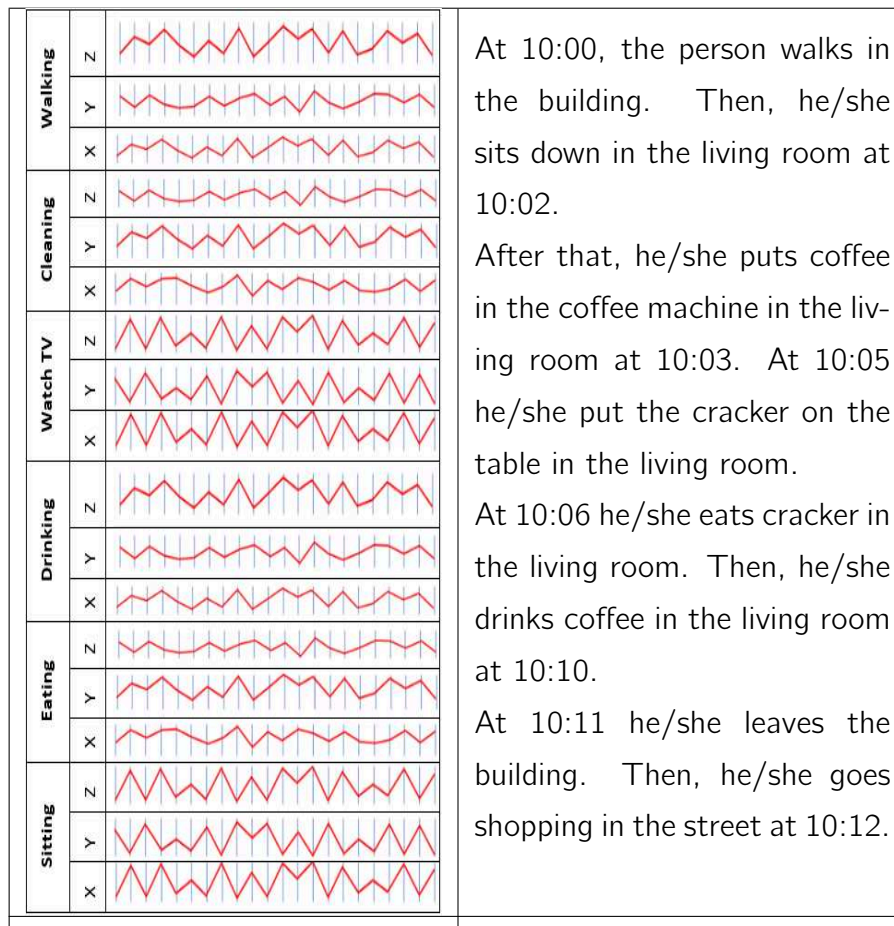 Walking
Z
Y
X
Cleaning
Z
Y
X
Watch TV
Z
Y
X
Drinking
Z
Y
X
Eating
Z
Y
X
Sitting
Z
Y
X
At 10:00, the person walks in
the building. Then, he/she
sits down in the living room at
10:02.
After that, he/she puts coffee
in the coffee machine in the liv-
ing room at 10:03. At 10:05
he/she put the cracker on the
table in the living room.
At 10:06 he/she eats cracker in
the living room. Then, he/she
drinks coffee in the living room
at 10:10.
At 10:11 he/she leaves the
building. Then, he/she goes
shopping in the street at 10:12.